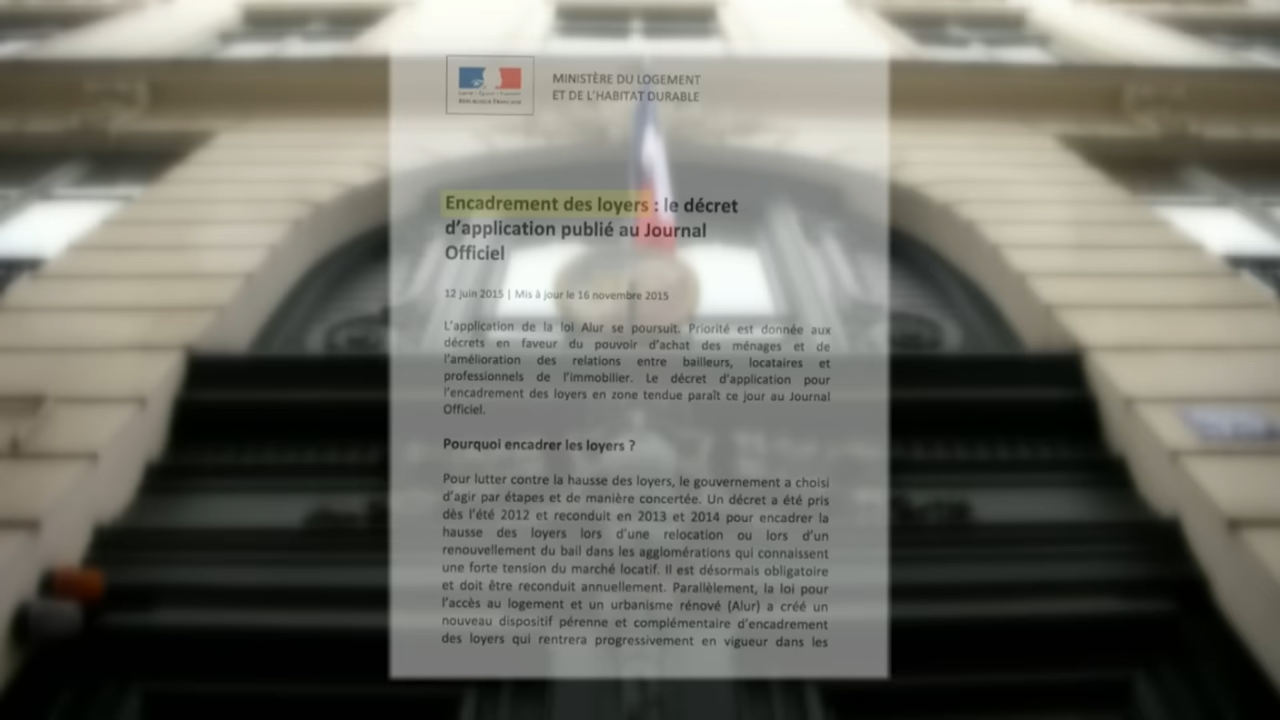 MINISTÈRE DU LOGEMENT
ET DE L'HABITAT DURABLE
RÉPUBLIQUE FRANÇAISE
Encadrement des loyers : le décret
d'application publié au Journal
Officiel
12 juin 2015 | Mis à jour le 16 novembre 2015
L'application de la loi Alur se poursuit. Priorité est donnée aux
décrets en faveur du pouvoir d'achat des ménages et de
l'amélioration des relations entre bailleurs, locataires et
professionnels de l'immobilier. Le décret d'application pour
l'encadrement des loyers en zone tendue paraît ce jour au Journal
Officiel.
Pourquoi encadrer les loyers ?
Pour lutter contre la hausse des loyers, le gouvernement a choisi
d'agir par étapes et de manière concertée. Un décret a été pris
dès l'été 2012 et reconduit en 2013 et 2014 pour encadrer la
hausse des loyers lors d'une relocation ou lors d'un
renouvellement du bail dans les agglomérations qui connaissent
une forte tension du marché locatif. Il est désormais obligatoire
et doit être reconduit annuellement. Parallèlement, la loi pour
l'accès au logement et un urbanisme rénové (Alur) a créé un
nouveau dispositif pérenne et complémentaire d'encadrement
des loyers qui rentrera progressivement en vigueur dans les